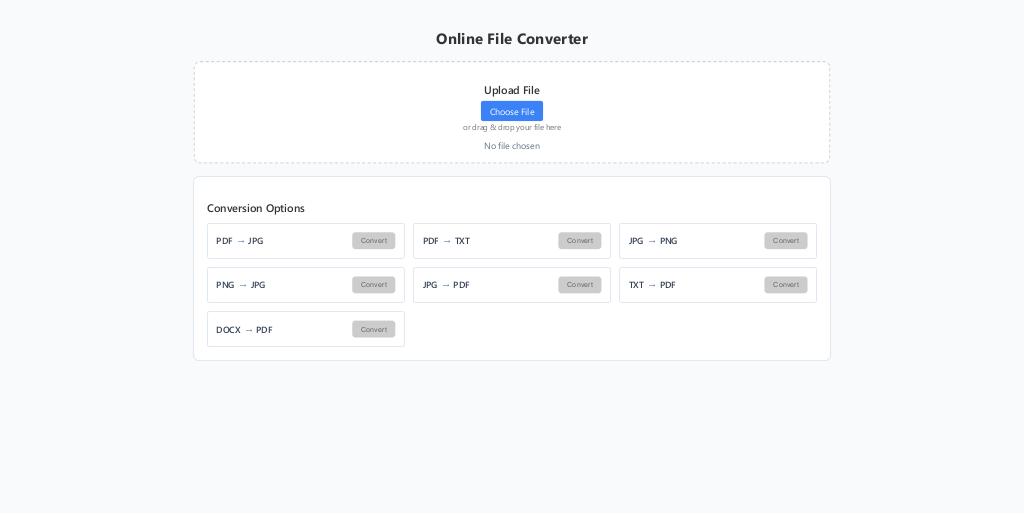 Online File Converter
Upload File
Choose File
or drag & drop your file here
No file chosen
Conversion Options
PDF → JPG Convert
PDF → TXT Convert
JPG → PNG Convert
PNG → JPG Convert
JPG → PDF Convert
TXT → PDF Convert
DOCX → PDF Convert